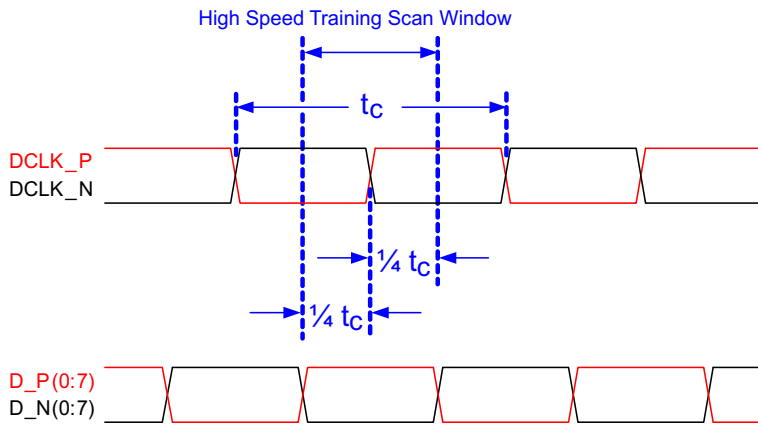 High Speed Training Scan Window
tC
DCLK_P
DCLK_N
¼ tC
¼ tC
D_P(0:7)
D_N(0:7)